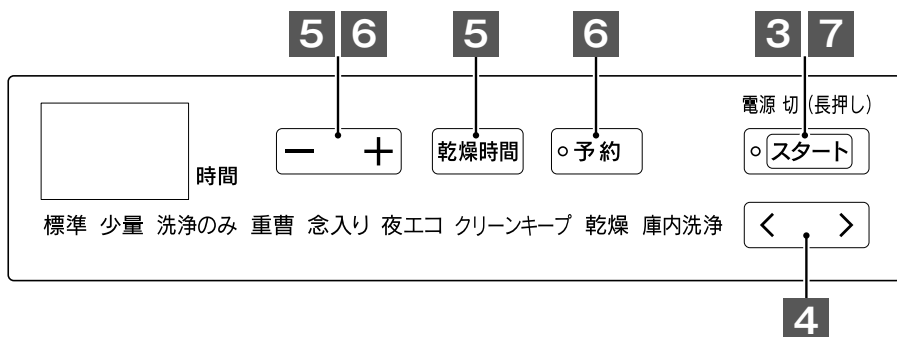 5 6 5 6 3 7
電源 切 (長押し)
− + 乾燥時間 予約 スタート
時間
標準 少量 洗浄のみ 重曹 念入り 夜エコ クリーンキープ 乾燥 庫内洗浄 < >
4